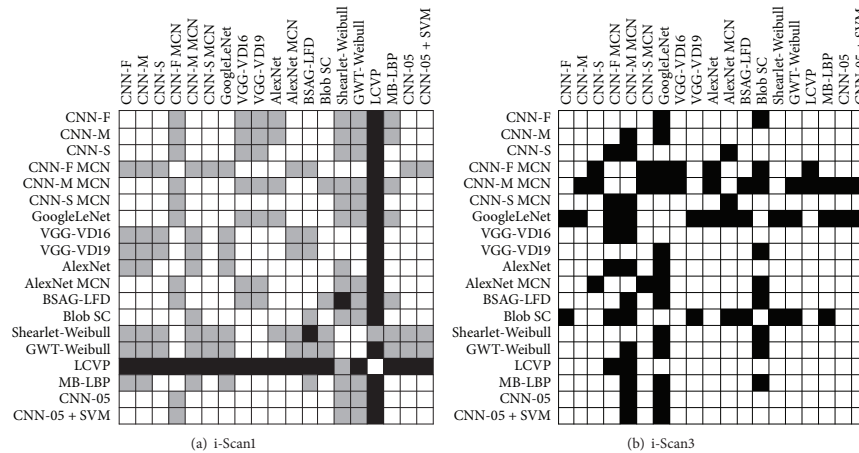 CNN-F
CNN-M
CNN-S
CNN-F MCN
CNN-M MCN
CNN-S MCN
GoogleLeNet
VGG-VD16
VGG-VD19
AlexNet
AlexNet MCN
BSAG-LFD
Blob SC
Shearlet-Weibull
GWT-Weibull
LCVP
MB-LBP
CNN-05
CNN-05 + SVM
CNN-F
CNN-M
CNN-S
CNN-F MCN
CNN-M MCN
CNN-S MCN
GoogleLeNet
VGG-VD16
VGG-VD19
AlexNet
AlexNet MCN
BSAG-LFD
Blob SC
Shearlet-Weibull
GWT-Weibull
LCVP
MB-LBP
CNN-05
CNN-05 + SVM
(a) i-Scan1
CNN-F
CNN-M
CNN-S
CNN-F MCN
CNN-M MCN
CNN-S MCN
GoogleLeNet
VGG-VD16
VGG-VD19
AlexNet
AlexNet MCN
BSAG-LFD
Blob SC
Shearlet-Weibull
GWT-Weibull
LCVP
MB-LBP
CNN-05
CNN-05 + SVM
CNN-F
CNN-M
CNN-S
CNN-F MCN
CNN-M MCN
CNN-S MCN
VGG-VD16
VGG-VD19
AlexNet
AlexNet MCN
BSAG-LFD
Blob SC
Shearlet-Weibull
GWT-Weibull
LCVP
MB-LBP
CNN-05
CNN-05 + SVM
(b) i-Scan3